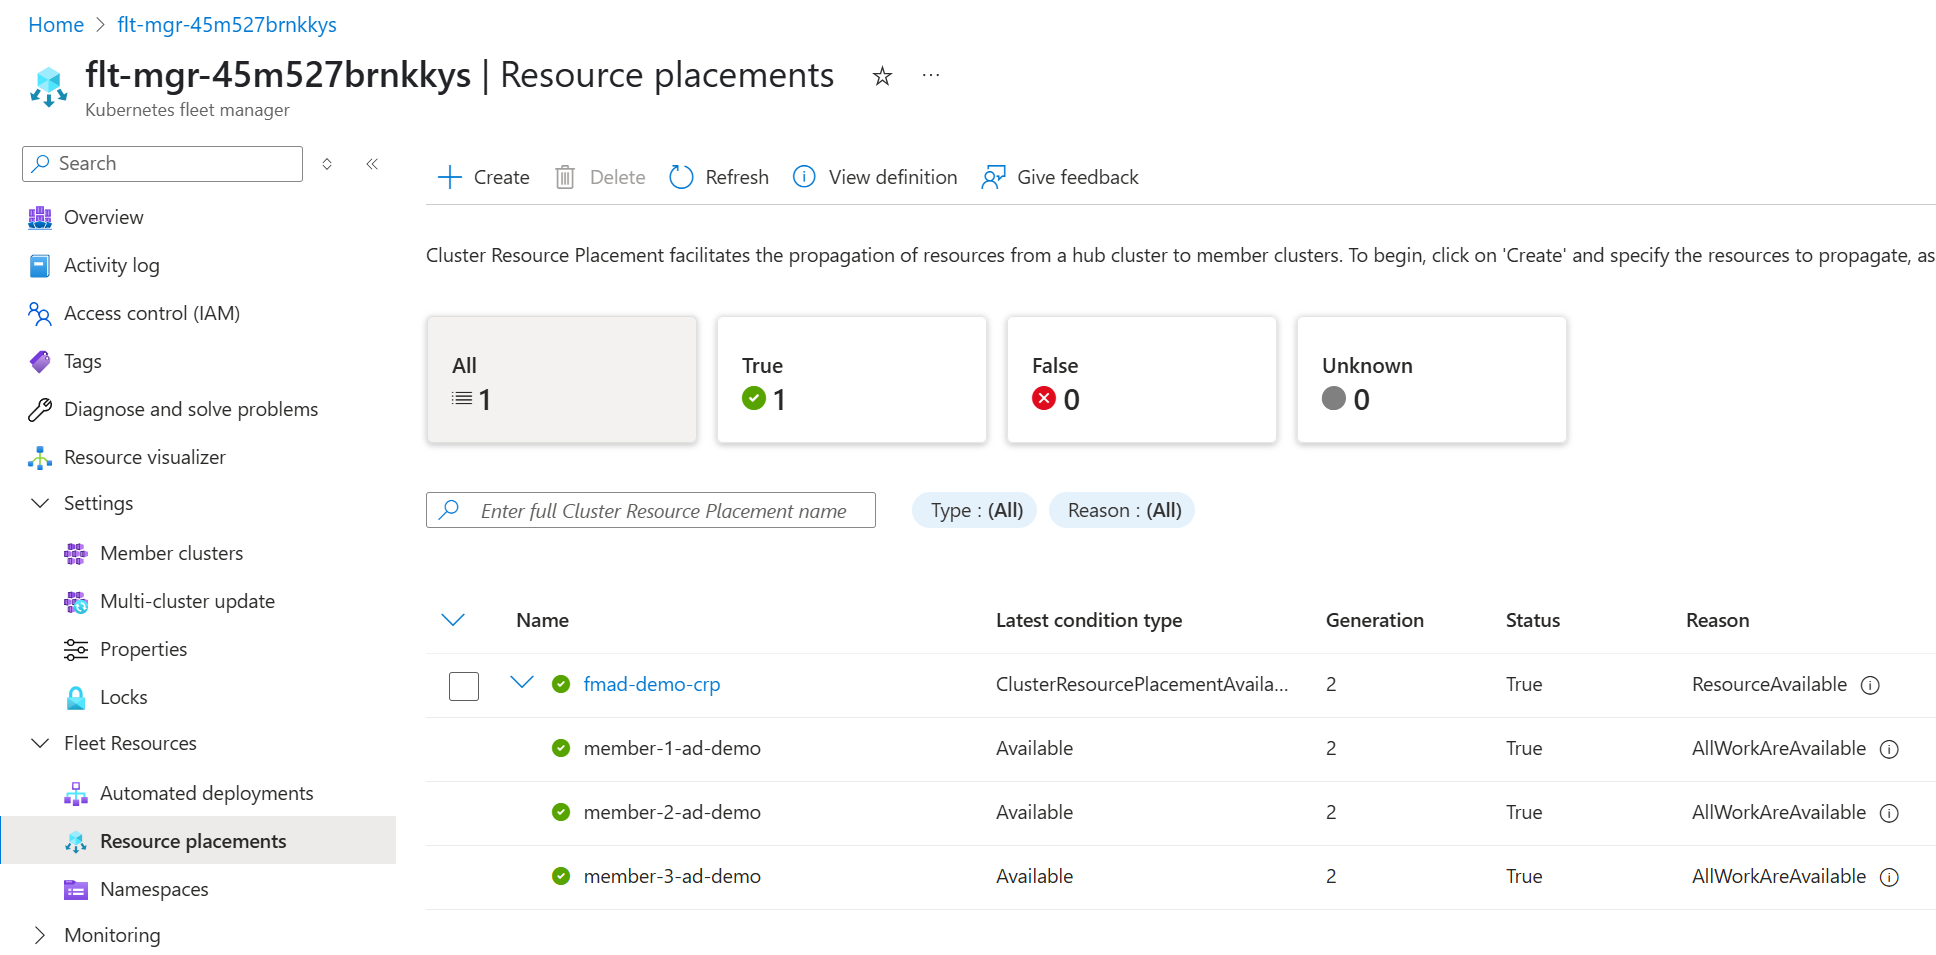 Home > flt-mgr-45m527brnkkys
flt-mgr-45m527brnkkys | Resource placements
Kubernetes fleet manager
Search
Overview
Activity log
Access control (IAM)
Tags
Diagnose and solve problems
Resource visualizer
Settings
Member clusters
Multi-cluster update
Properties
Locks
Fleet Resources
Automated deployments
Resource placements
Namespaces
Monitoring
Create Delete Refresh View definition Give feedback
Cluster Resource Placement facilitates the propagation of resources from a hub cluster to member clusters. To begin, click on 'Create' and specify the resources to propagate, as
All
1
True
1
False
0
Unknown
0
Enter full Cluster Resource Placement name Type : (All) Reason : (All)
Name Latest condition type Generation Status Reason
fmad-demo-crp ClusterResourcePlacementAvaila... 2 True ResourceAvailable
member-1-ad-demo Available 2 True AllWorkAreAvailable
member-2-ad-demo Available 2 True AllWorkAreAvailable
member-3-ad-demo Available 2 True AllWorkAreAvailable